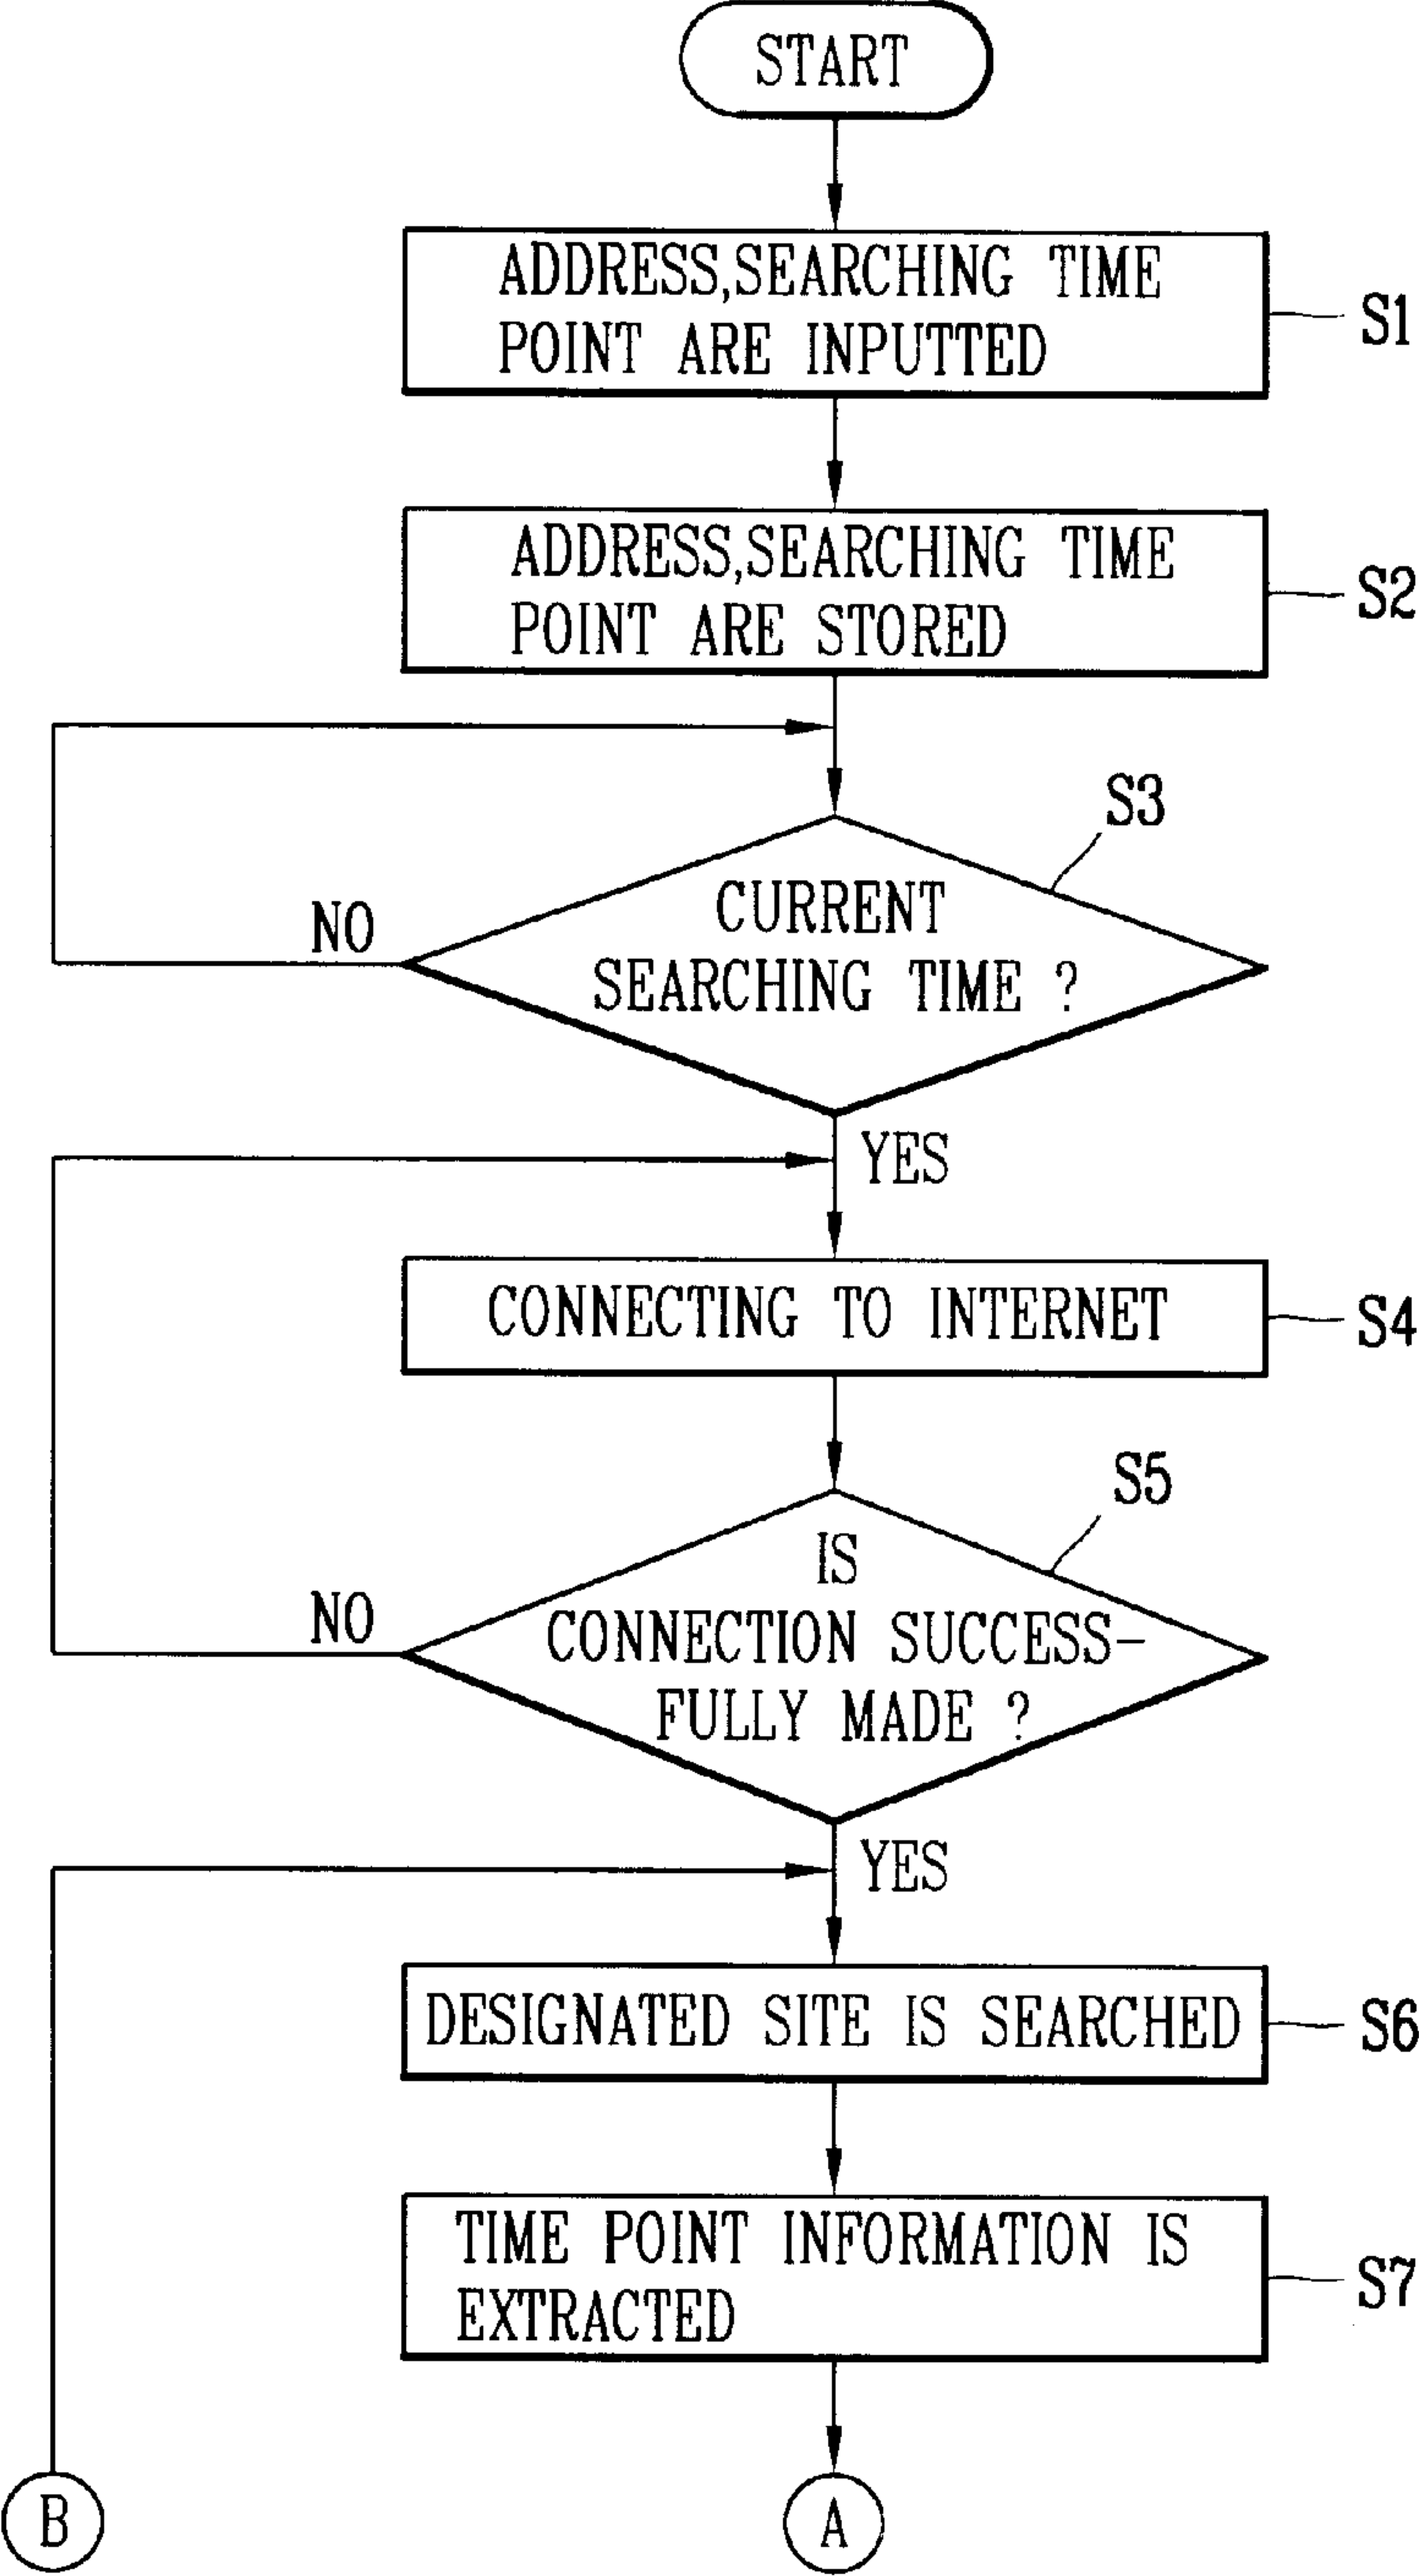 START
ADDRESS,SEARCHING TIME
POINT ARE INPUTTED
S1
ADDRESS,SEARCHING TIME
POINT ARE STORED
S2
S3
CURRENT
SEARCHING TIME ?
NO
YES
CONNECTING TO INTERNET
S4
S5
IS
CONNECTION SUCCESS-
FULLY MADE ?
NO
YES
DESIGNATED SITE IS SEARCHED
S6
TIME POINT INFORMATION IS
EXTRACTED
S7
B
A